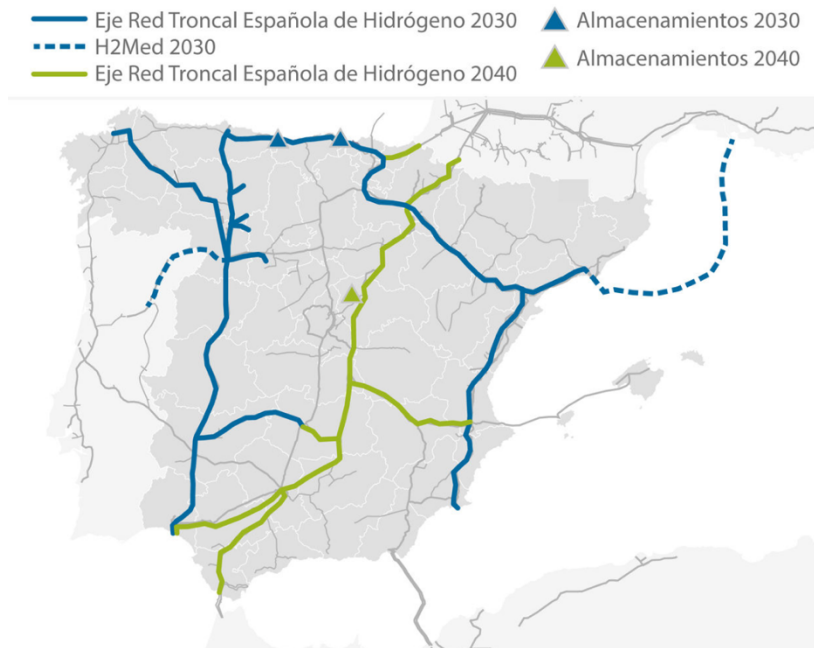 Eje Red Troncal Española de Hidrógeno 2030
H2Med 2030
Eje Red Troncal Española de Hidrógeno 2040
Almacenamientos 2030
Almacenamientos 2040